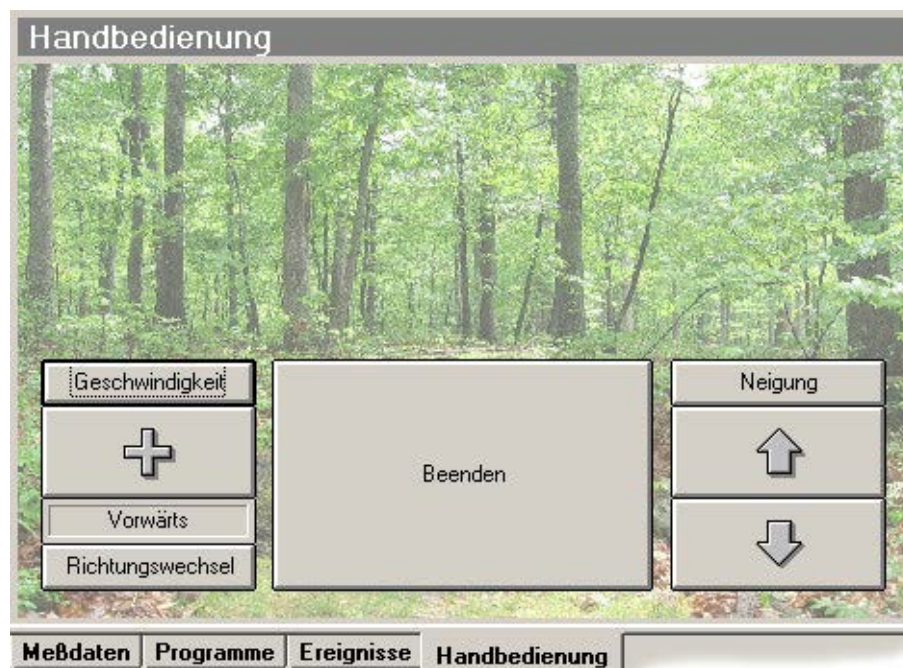 Handbedienung
Geschwindigkeit
Neigung
Beenden
Vorwärts
Richtungswechsel
Meßdaten Programme Ereignisse Handbedienung